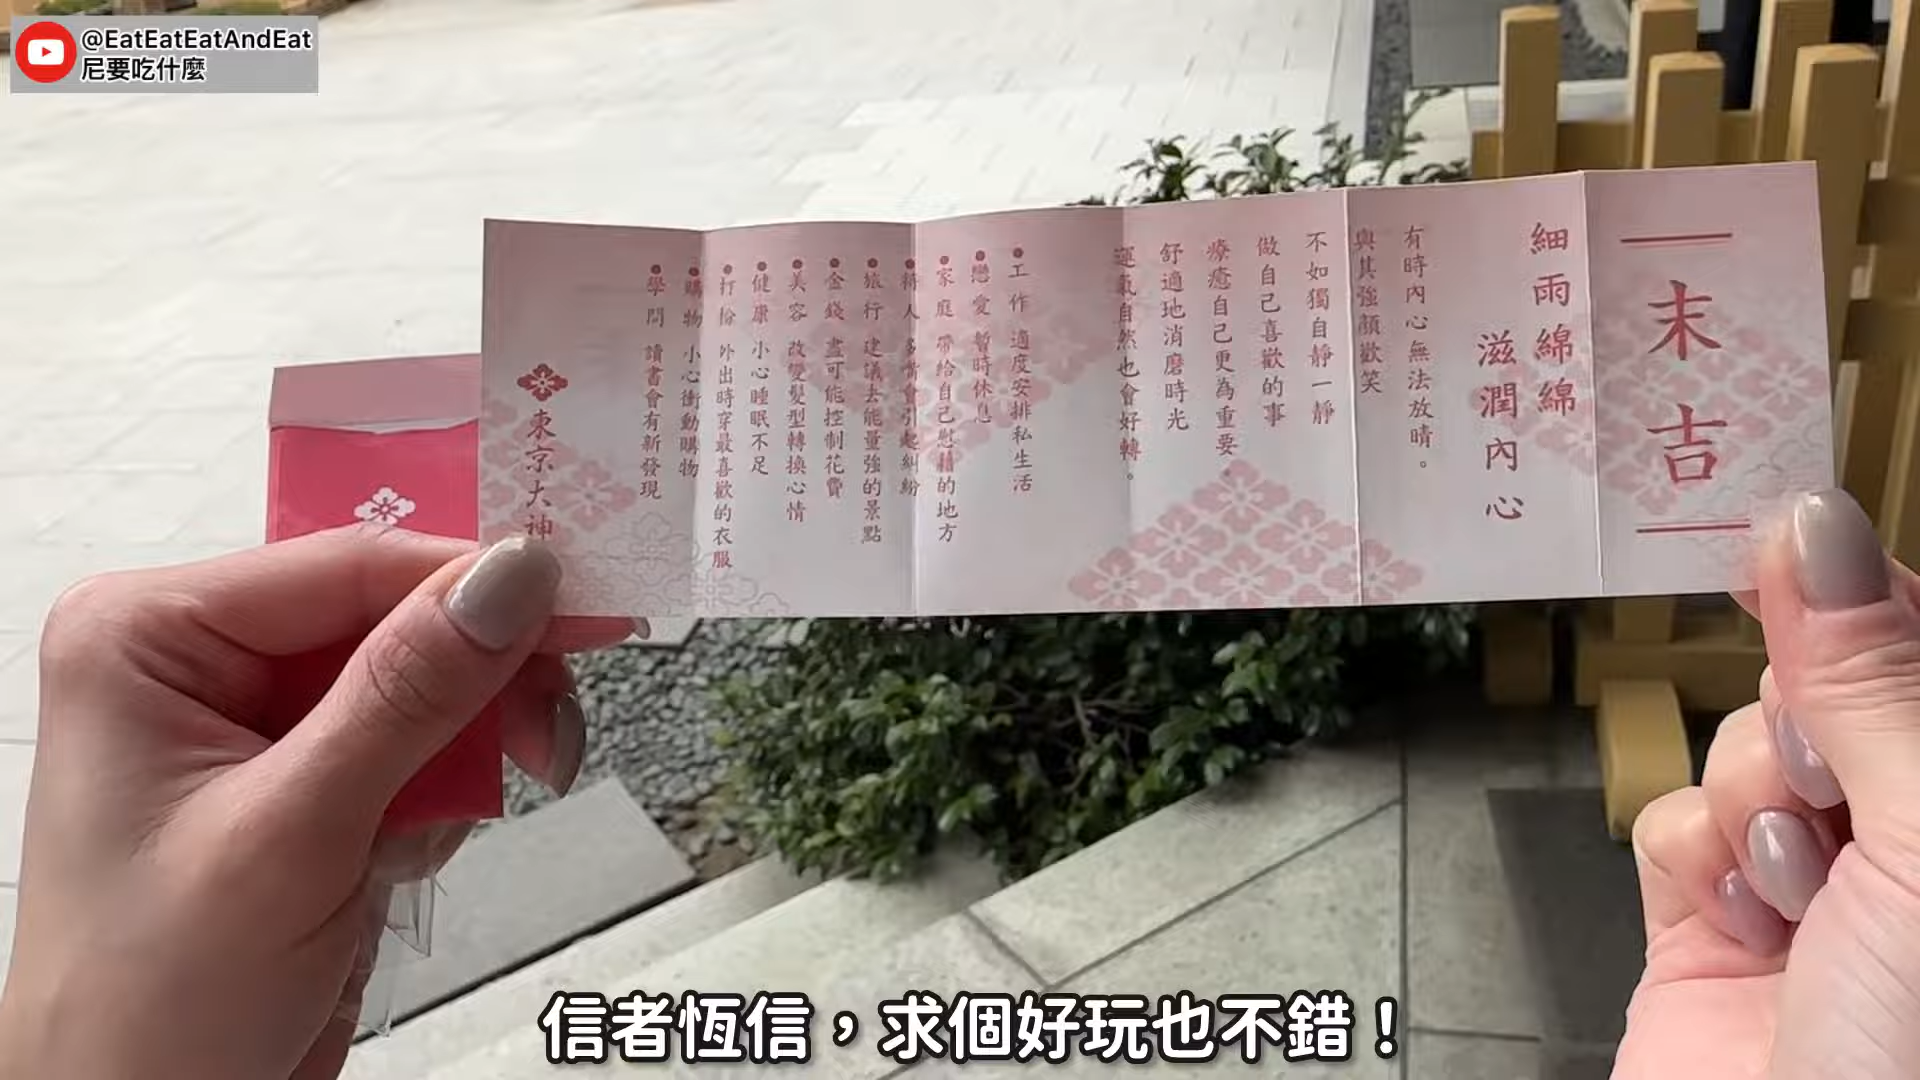 @EatEatEatAndEat
尼要吃什麼
末吉
細雨綿綿
滋潤內心
有時內心無法放晴。
與其強顏歡笑
不如獨自靜一靜
做自己喜歡的事
療癒自己更為重要。
舒適地消磨時光
運氣自然也會好轉。
●工作 適度安排私生活
●戀愛 暫時休息
●家庭 帶給自己慰藉的地方
●待人 多嘴會引起糾紛
●旅行 建議去能量強的景點
●金錢 盡可能控制花費
●美容 改變髮型轉換心情
●健康 小心睡眠不足
●打扮 外出時穿最喜歡的衣服
●購物 小心衝動購物
●學問 讀書會有新發現
東京大神
信者恆信，求個好玩也不錯！